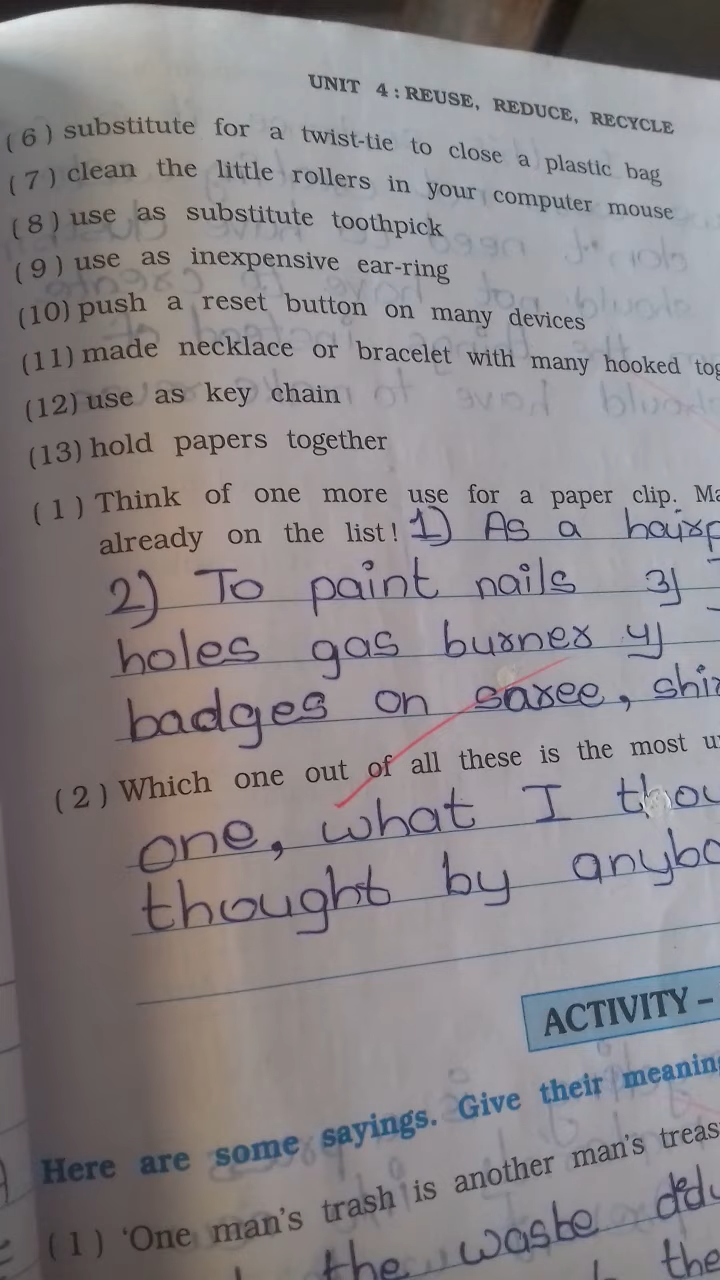 UNIT 4 : REUSE, REDUCE, RECYCLE
(6) substitute for a twist-tie to close a plastic bag
(7) clean the little rollers in your computer mouse
(8) use as substitute toothpick
(9) use as inexpensive ear-ring
(10) push a reset button on many devices
(11) made necklace or bracelet with many hooked
(12) use as key chain
(13) hold papers together
(1) Think of one more use for a paper clip.
already on the list! 1) As a
2) To paint nails 3)
holes gas burner 4)
badges on saree,
(2) Which one out of all these is the most
one, what I
thought by
ACTIVITY –
Here are some sayings. Give their
(1) 'One man's trash is another man's
the waste
the